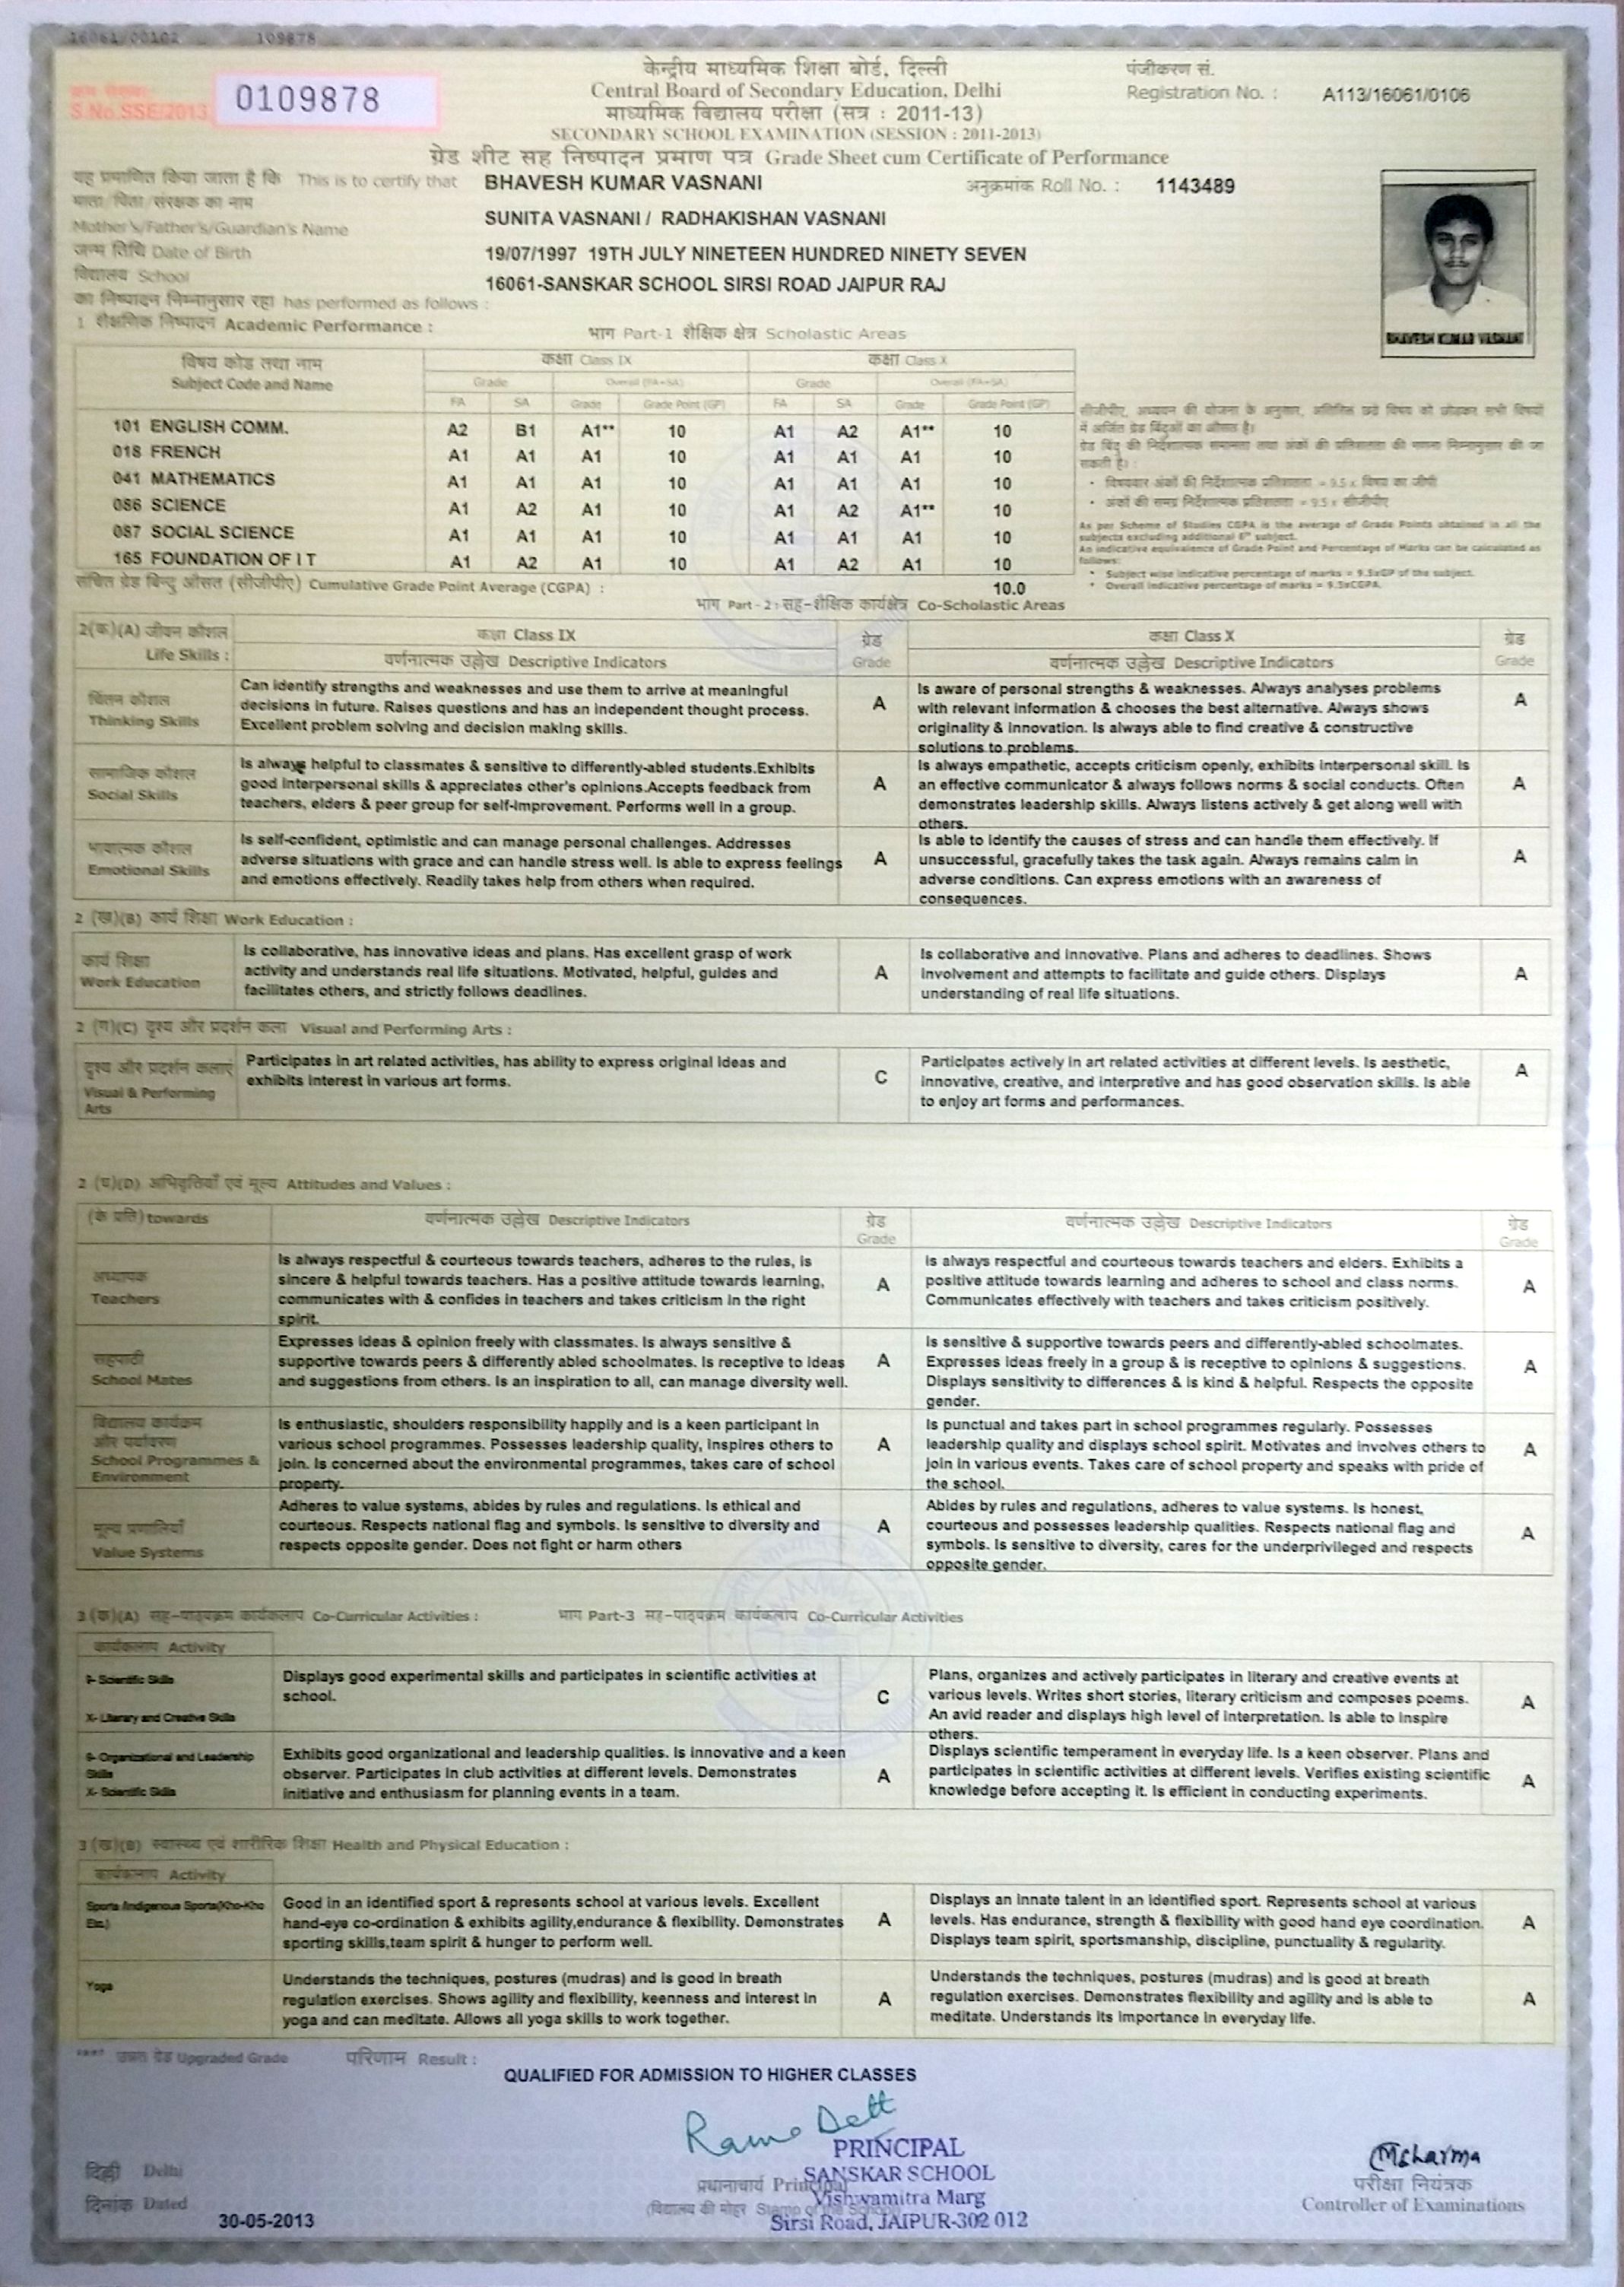 16061/00102 109878
क्रम संख्या
S.No.SSE/2013 0109878
केन्द्रीय माध्यमिक शिक्षा बोर्ड, दिल्ली
Central Board of Secondary Education, Delhi
माध्यमिक विद्यालय परीक्षा (सत्र : 2011-13)
SECONDARY SCHOOL EXAMINATION (SESSION : 2011-2013)
पंजीकरण सं.
Registration No. : A113/16061/0106
ग्रेड शीट सह निष्पादन प्रमाण पत्र Grade Sheet cum Certificate of Performance
यह प्रमाणित किया जाता है कि This is to certify that BHAVESH KUMAR VASNANI अनुक्रमांक Roll No. : 1143489
माता/पिता/संरक्षक का नाम
Mother's/Father's/Guardian's Name SUNITA VASNANI / RADHAKISHAN VASNANI
जन्म तिथि Date of Birth 19/07/1997 19TH JULY NINETEEN HUNDRED NINETY SEVEN
विद्यालय School 16061-SANSKAR SCHOOL SIRSI ROAD JAIPUR RAJ
BHAVESH KUMAR VASNANI
का निष्पादन निम्नानुसार रहा has performed as follows :
1 शैक्षणिक निष्पादन Academic Performance : भाग Part-1 शैक्षिक क्षेत्र Scholastic Areas
विषय कोड तथा नाम कक्षा Class IX कक्षा Class X
Subject Code and Name Grade Overall (FA+SA) Grade Overall (FA+SA)
FA SA Grade Grade Point (GP) FA SA Grade Grade Point (GP)
101 ENGLISH COMM. A2 B1 A1** 10 A1 A2 A1** 10
018 FRENCH A1 A1 A1 10 A1 A1 A1 10
041 MATHEMATICS A1 A1 A1 10 A1 A1 A1 10
086 SCIENCE A1 A2 A1 10 A1 A2 A1** 10
087 SOCIAL SCIENCE A1 A1 A1 10 A1 A1 A1 10
165 FOUNDATION OF I T A1 A2 A1 10 A1 A2 A1 10
सीजीपीए, अध्ययन की योजना के अनुसार, अतिरिक्त छठे विषय को छोड़कर सभी विषयों
में अर्जित ग्रेड बिंदुओं का औसत है।
ग्रेड बिंदु की निर्देशात्मक समानता तथा अंकों की प्रतिशतता की गणना निम्नानुसार की जा
सकती है। :
• विषयवार अंकों की निर्देशात्मक प्रतिशतता = 9.5 x विषय का जीपी
• अंकों की समग्र निर्देशात्मक प्रतिशतता = 9.5 x सीजीपीए
As per Scheme of Studies CGPA is the average of Grade Points obtained in all the
subjects excluding additional 6th subject.
An indicative equivalence of Grade Point and Percentage of Marks can be calculated as
follows:
• Subject wise indicative percentage of marks = 9.5xGP of the subject.
• Overall indicative percentage of marks = 9.5xCGPA.
संचित ग्रेड बिन्दु औसत (सीजीपीए) Cumulative Grade Point Average (CGPA) : 10.0
भाग Part - 2 : सह-शैक्षिक कार्यक्षेत्र Co-Scholastic Areas
2(क)(A) जीवन कौशल कक्षा Class IX ग्रेड कक्षा Class X ग्रेड
Life Skills : वर्णनात्मक उल्लेख Descriptive Indicators Grade वर्णनात्मक उल्लेख Descriptive Indicators Grade
चिंतन कौशल
Thinking Skills
Can identify strengths and weaknesses and use them to arrive at meaningful
decisions in future. Raises questions and has an independent thought process.
Excellent problem solving and decision making skills.
A
Is aware of personal strengths & weaknesses. Always analyses problems
with relevant information & chooses the best alternative. Always shows
originality & innovation. Is always able to find creative & constructive
solutions to problems.
A
सामाजिक कौशल
Social Skills
Is always helpful to classmates & sensitive to differently-abled students.Exhibits
good interpersonal skills & appreciates other's opinions.Accepts feedback from
teachers, elders & peer group for self-improvement. Performs well in a group.
A
Is always empathetic, accepts criticism openly, exhibits interpersonal skill. Is
an effective communicator & always follows norms & social conducts. Often
demonstrates leadership skills. Always listens actively & get along well with
others.
A
भावात्मक कौशल
Emotional Skills
Is self-confident, optimistic and can manage personal challenges. Addresses
adverse situations with grace and can handle stress well. Is able to express feelings
and emotions effectively. Readily takes help from others when required.
A
Is able to identify the causes of stress and can handle them effectively. If
unsuccessful, gracefully takes the task again. Always remains calm in
adverse conditions. Can express emotions with an awareness of
consequences.
A
2 (ख)(B) कार्य शिक्षा Work Education :
कार्य शिक्षा
Work Education
Is collaborative, has innovative ideas and plans. Has excellent grasp of work
activity and understands real life situations. Motivated, helpful, guides and
facilitates others, and strictly follows deadlines.
A
Is collaborative and innovative. Plans and adheres to deadlines. Shows
involvement and attempts to facilitate and guide others. Displays
understanding of real life situations.
A
2 (ग)(C) दृश्य और प्रदर्शन कला Visual and Performing Arts :
दृश्य और प्रदर्शन कलाएं
Visual & Performing
Arts
Participates in art related activities, has ability to express original ideas and
exhibits interest in various art forms.
C
Participates actively in art related activities at different levels. Is aesthetic,
innovative, creative, and interpretive and has good observation skills. Is able
to enjoy art forms and performances.
A
2 (घ)(D) अभिवृत्तियाँ एवं मूल्य Attitudes and Values :
(के प्रति) towards वर्णनात्मक उल्लेख Descriptive Indicators ग्रेड वर्णनात्मक उल्लेख Descriptive Indicators ग्रेड
Grade Grade
अध्यापक
Teachers
Is always respectful & courteous towards teachers, adheres to the rules, is
sincere & helpful towards teachers. Has a positive attitude towards learning,
communicates with & confides in teachers and takes criticism in the right
spirit.
A
Is always respectful and courteous towards teachers and elders. Exhibits a
positive attitude towards learning and adheres to school and class norms.
Communicates effectively with teachers and takes criticism positively.
A
सहपाठी
School Mates
Expresses ideas & opinion freely with classmates. Is always sensitive &
supportive towards peers & differently abled schoolmates. Is receptive to ideas
and suggestions from others. Is an inspiration to all, can manage diversity well.
A
Is sensitive & supportive towards peers and differently-abled schoolmates.
Expresses ideas freely in a group & is receptive to opinions & suggestions.
Displays sensitivity to differences & is kind & helpful. Respects the opposite
gender.
A
विद्यालय कार्यक्रम
और पर्यावरण
School Programmes &
Environment
Is enthusiastic, shoulders responsibility happily and is a keen participant in
various school programmes. Possesses leadership quality, inspires others to
join. Is concerned about the environmental programmes, takes care of school
property.
A
Is punctual and takes part in school programmes regularly. Possesses
leadership quality and displays school spirit. Motivates and involves others to
join in various events. Takes care of school property and speaks with pride of
the school.
A
मूल्य प्रणालियाँ
Value Systems
Adheres to value systems, abides by rules and regulations. Is ethical and
courteous. Respects national flag and symbols. Is sensitive to diversity and
respects opposite gender. Does not fight or harm others
A
Abides by rules and regulations, adheres to value systems. Is honest,
courteous and possesses leadership qualities. Respects national flag and
symbols. Is sensitive to diversity, cares for the underprivileged and respects
opposite gender.
A
3 (क)(A) सह-पाठ्यक्रम कार्यकलाप Co-Curricular Activities : भाग Part-3 सह-पाठ्यक्रम कार्यकलाप Co-Curricular Activities
कार्यकलाप Activity
9- Scientific Skills
X- Literary and Creative Skills
Displays good experimental skills and participates in scientific activities at
school.
C
Plans, organizes and actively participates in literary and creative events at
various levels. Writes short stories, literary criticism and composes poems.
An avid reader and displays high level of interpretation. Is able to inspire
others.
A
9- Organizational and Leadership
Skills
X- Scientific Skills
Exhibits good organizational and leadership qualities. Is innovative and a keen
observer. Participates in club activities at different levels. Demonstrates
initiative and enthusiasm for planning events in a team.
A
Displays scientific temperament in everyday life. Is a keen observer. Plans and
participates in scientific activities at different levels. Verifies existing scientific
knowledge before accepting it. Is efficient in conducting experiments.
A
3 (ख)(B) स्वास्थ्य एवं शारीरिक शिक्षा Health and Physical Education :
कार्यकलाप Activity
Sports /Indigenous Sports(Kho-Kho
Etc.)
Good in an identified sport & represents school at various levels. Excellent
hand-eye co-ordination & exhibits agility,endurance & flexibility. Demonstrates
sporting skills,team spirit & hunger to perform well.
A
Displays an innate talent in an identified sport. Represents school at various
levels. Has endurance, strength & flexibility with good hand eye coordination.
Displays team spirit, sportsmanship, discipline, punctuality & regularity.
A
Yoga
Understands the techniques, postures (mudras) and is good in breath
regulation exercises. Shows agility and flexibility, keenness and interest in
yoga and can meditate. Allows all yoga skills to work together.
A
Understands the techniques, postures (mudras) and is good at breath
regulation exercises. Demonstrates flexibility and agility and is able to
meditate. Understands its importance in everyday life.
A
उन्नत ग्रेड Upgraded Grade परिणाम Result :
QUALIFIED FOR ADMISSION TO HIGHER CLASSES
Rama Datt
PRINCIPAL
SANSKAR SCHOOL
Vishwamitra Marg
Sirsi Road, JAIPUR-302 012
प्रधानाचार्य Principal
(विद्यालय की मोहर Stamp of the School)
MSharma
परीक्षा नियंत्रक
Controller of Examinations
दिल्ली Delhi
दिनांक Dated 30-05-2013